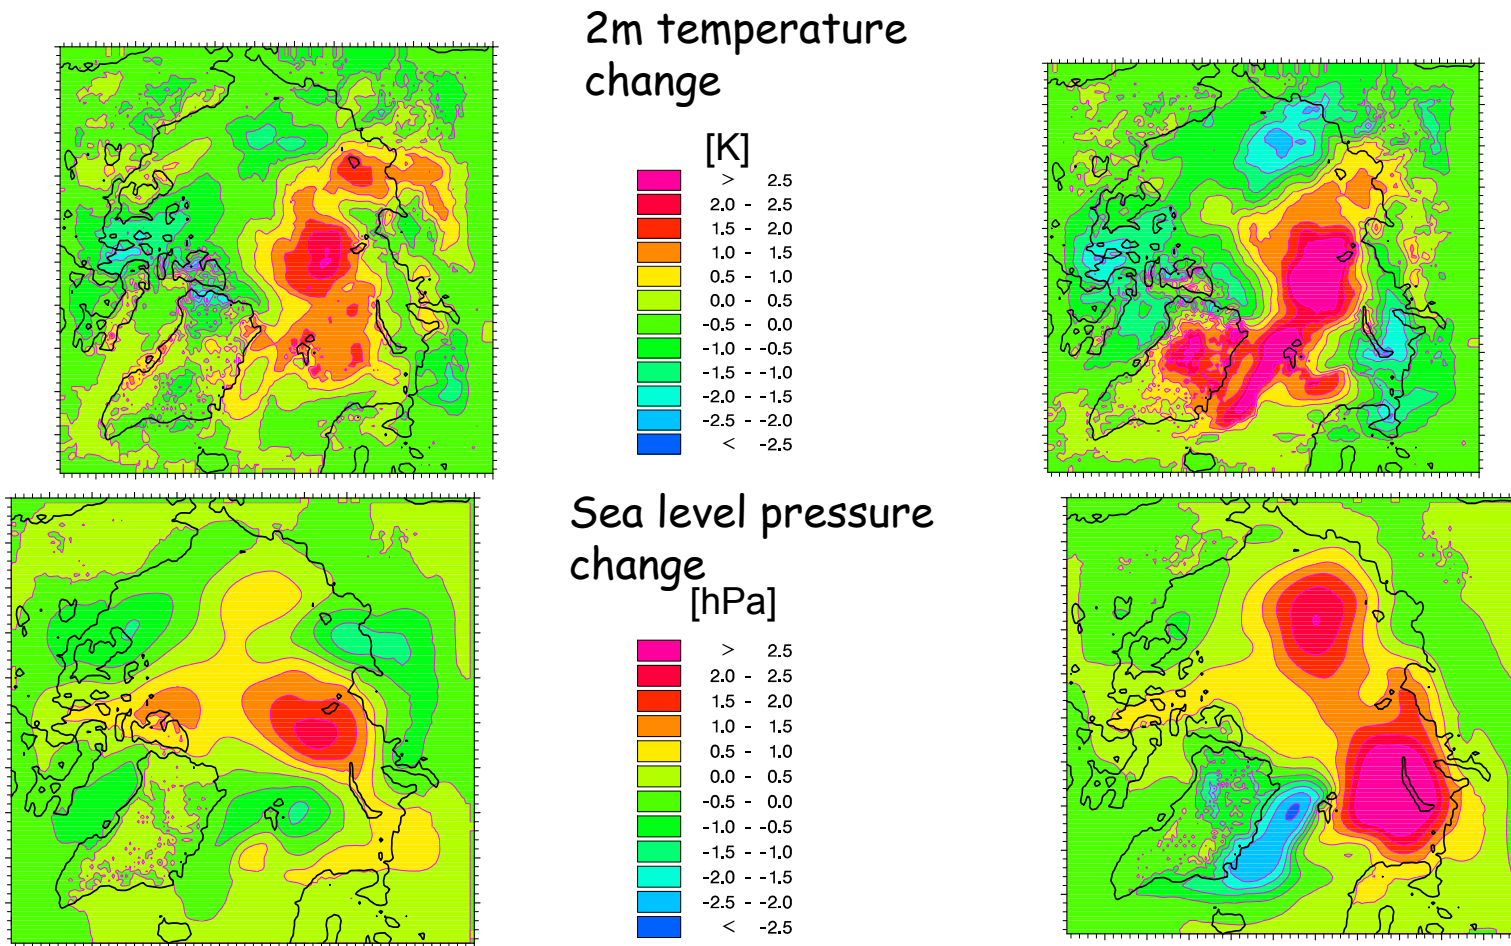 2m temperature
change
[K]
> 2.5
2.0 - 2.5
1.5 - 2.0
1.0 - 1.5
0.5 - 1.0
0.0 - 0.5
-0.5 - 0.0
-1.0 - -0.5
-1.5 - -1.0
-2.0 - -1.5
-2.5 - -2.0
< -2.5
Sea level pressure
change
[hPa]
> 2.5
2.0 - 2.5
1.5 - 2.0
1.0 - 1.5
0.5 - 1.0
0.0 - 0.5
-0.5 - 0.0
-1.0 - -0.5
-1.5 - -1.0
-2.0 - -1.5
-2.5 - -2.0
< -2.5